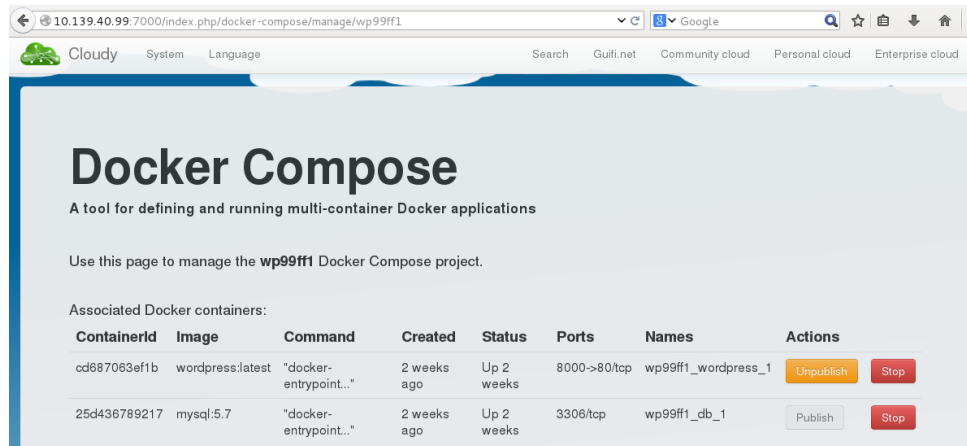 10.139.40.99:7000/index.php/docker-compose/manage/wp99ff1 8 Google
Cloudy System Language Search Guifi.net Community cloud Personal cloud Enterprise cloud
Docker Compose
A tool for defining and running multi-container Docker applications
Use this page to manage the wp99ff1 Docker Compose project.
Associated Docker containers:
ContainerId Image Command Created Status Ports Names Actions
cd687063ef1b wordpress:latest "docker- 2 weeks Up 2 8000->80/tcp wp99ff1_wordpress_1 Unpublish Stop
entrypoint..." ago weeks
25d436789217 mysql:5.7 "docker- 2 weeks Up 2 3306/tcp wp99ff1_db_1 Publish Stop
entrypoint..." ago weeks